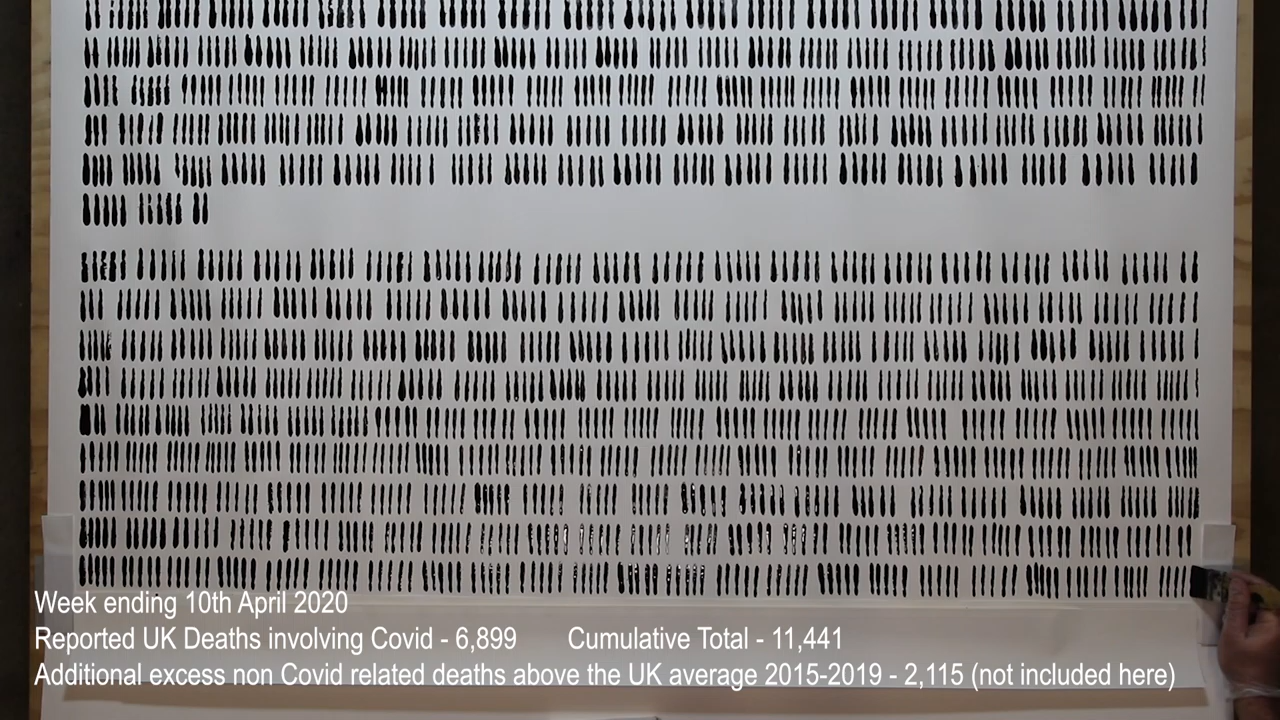 Week ending 10th April 2020
Reported UK Deaths involving Covid - 6,899 Cumulative Total - 11,441
Additional excess non Covid related deaths above the UK average 2015-2019 - 2,115 (not included here)